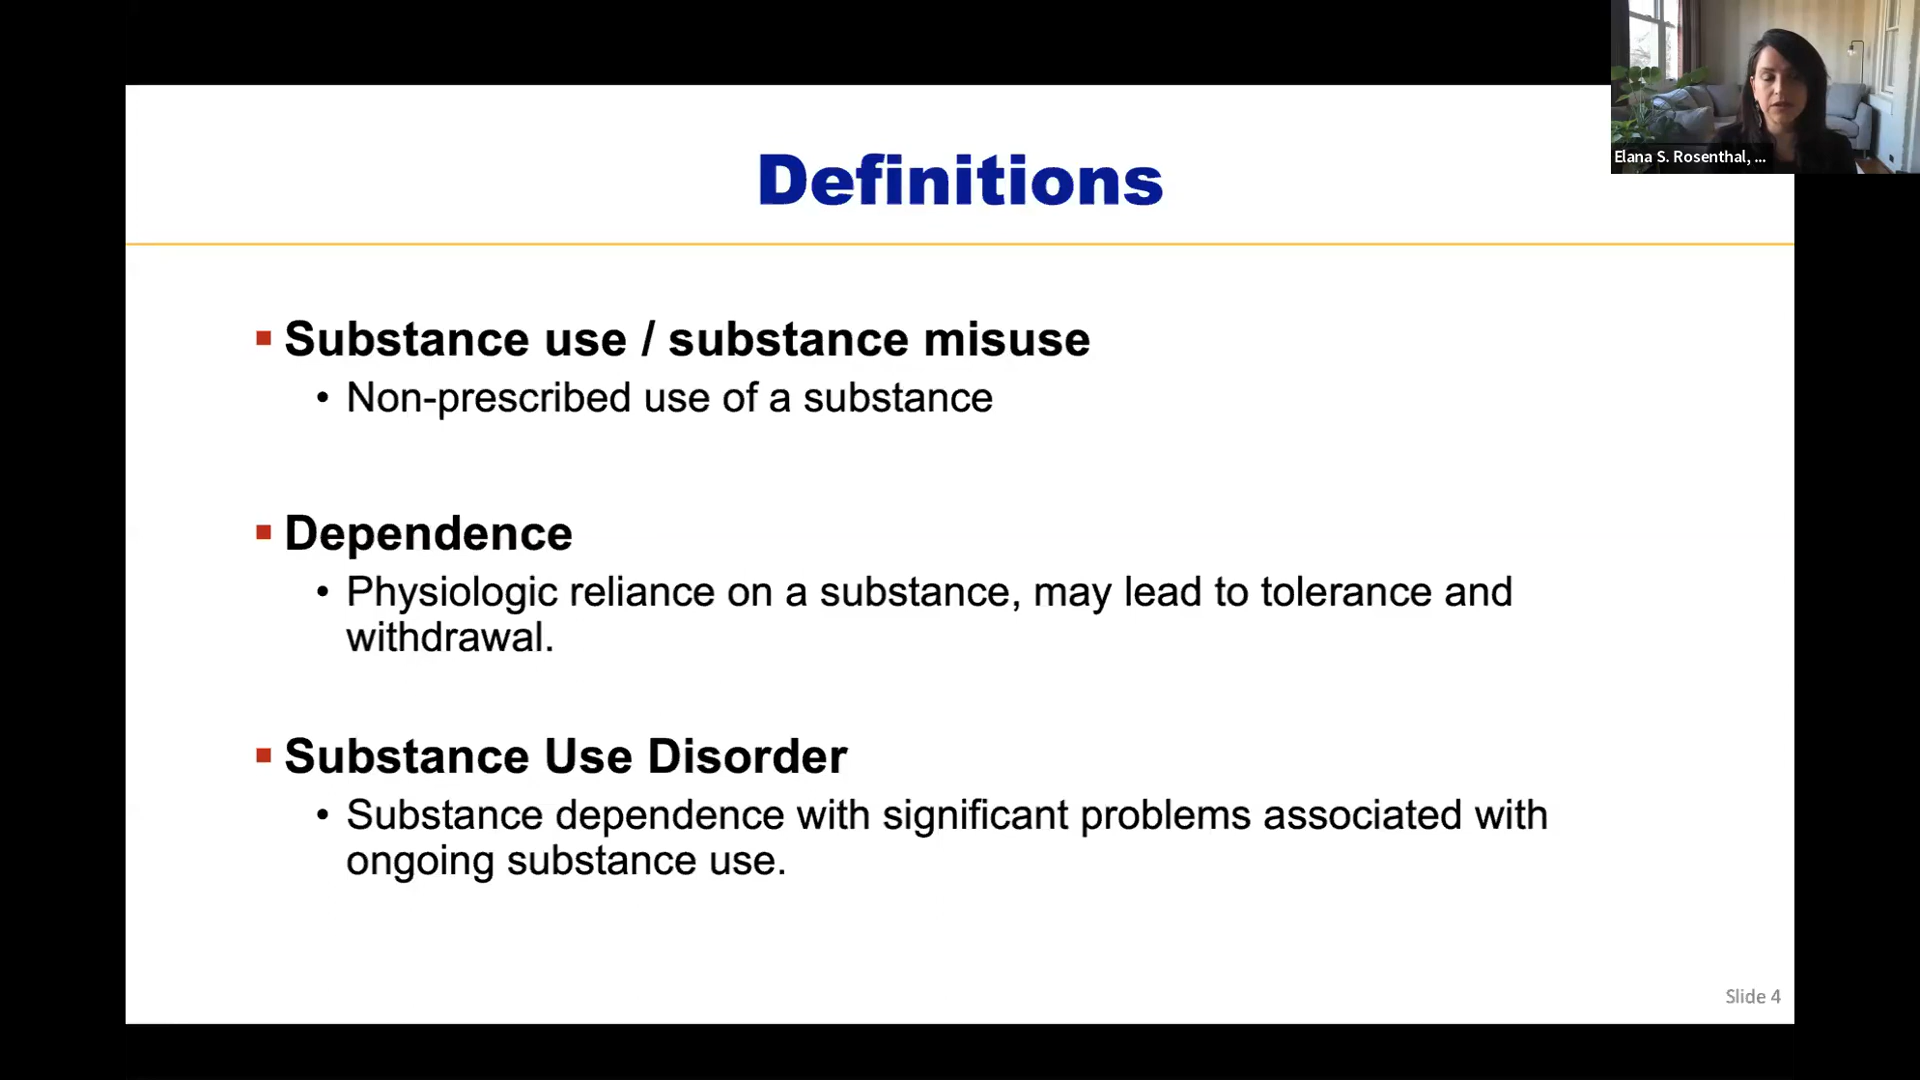 Elana S. Rosenthal, ...
Definitions
▪ Substance use / substance misuse
• Non-prescribed use of a substance
▪ Dependence
• Physiologic reliance on a substance, may lead to tolerance and
withdrawal.
▪ Substance Use Disorder
• Substance dependence with significant problems associated with
ongoing substance use.
Slide 4